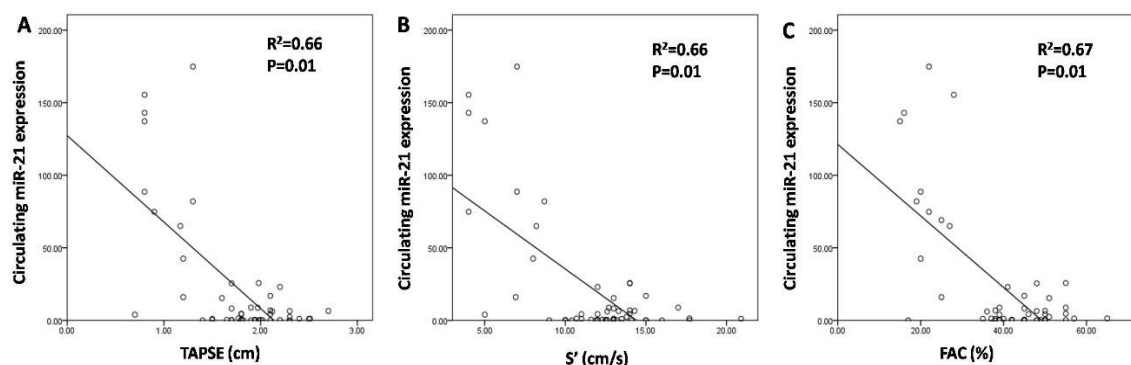 A
R²=0.66
P=0.01
Circulating miR-21 expression
200.00
150.00
100.00
50.00
0.00
0.00 1.00 2.00 3.00
TAPSE (cm)
B
R²=0.66
P=0.01
Circulating miR-21 expression
200.00
150.00
100.00
50.00
0.00
5.00 10.00 15.00 20.00
S’ (cm/s)
C
R²=0.67
P=0.01
Circulating miR-21 expression
200.00
150.00
100.00
50.00
0.00
0.00 20.00 40.00 60.00
FAC (%)